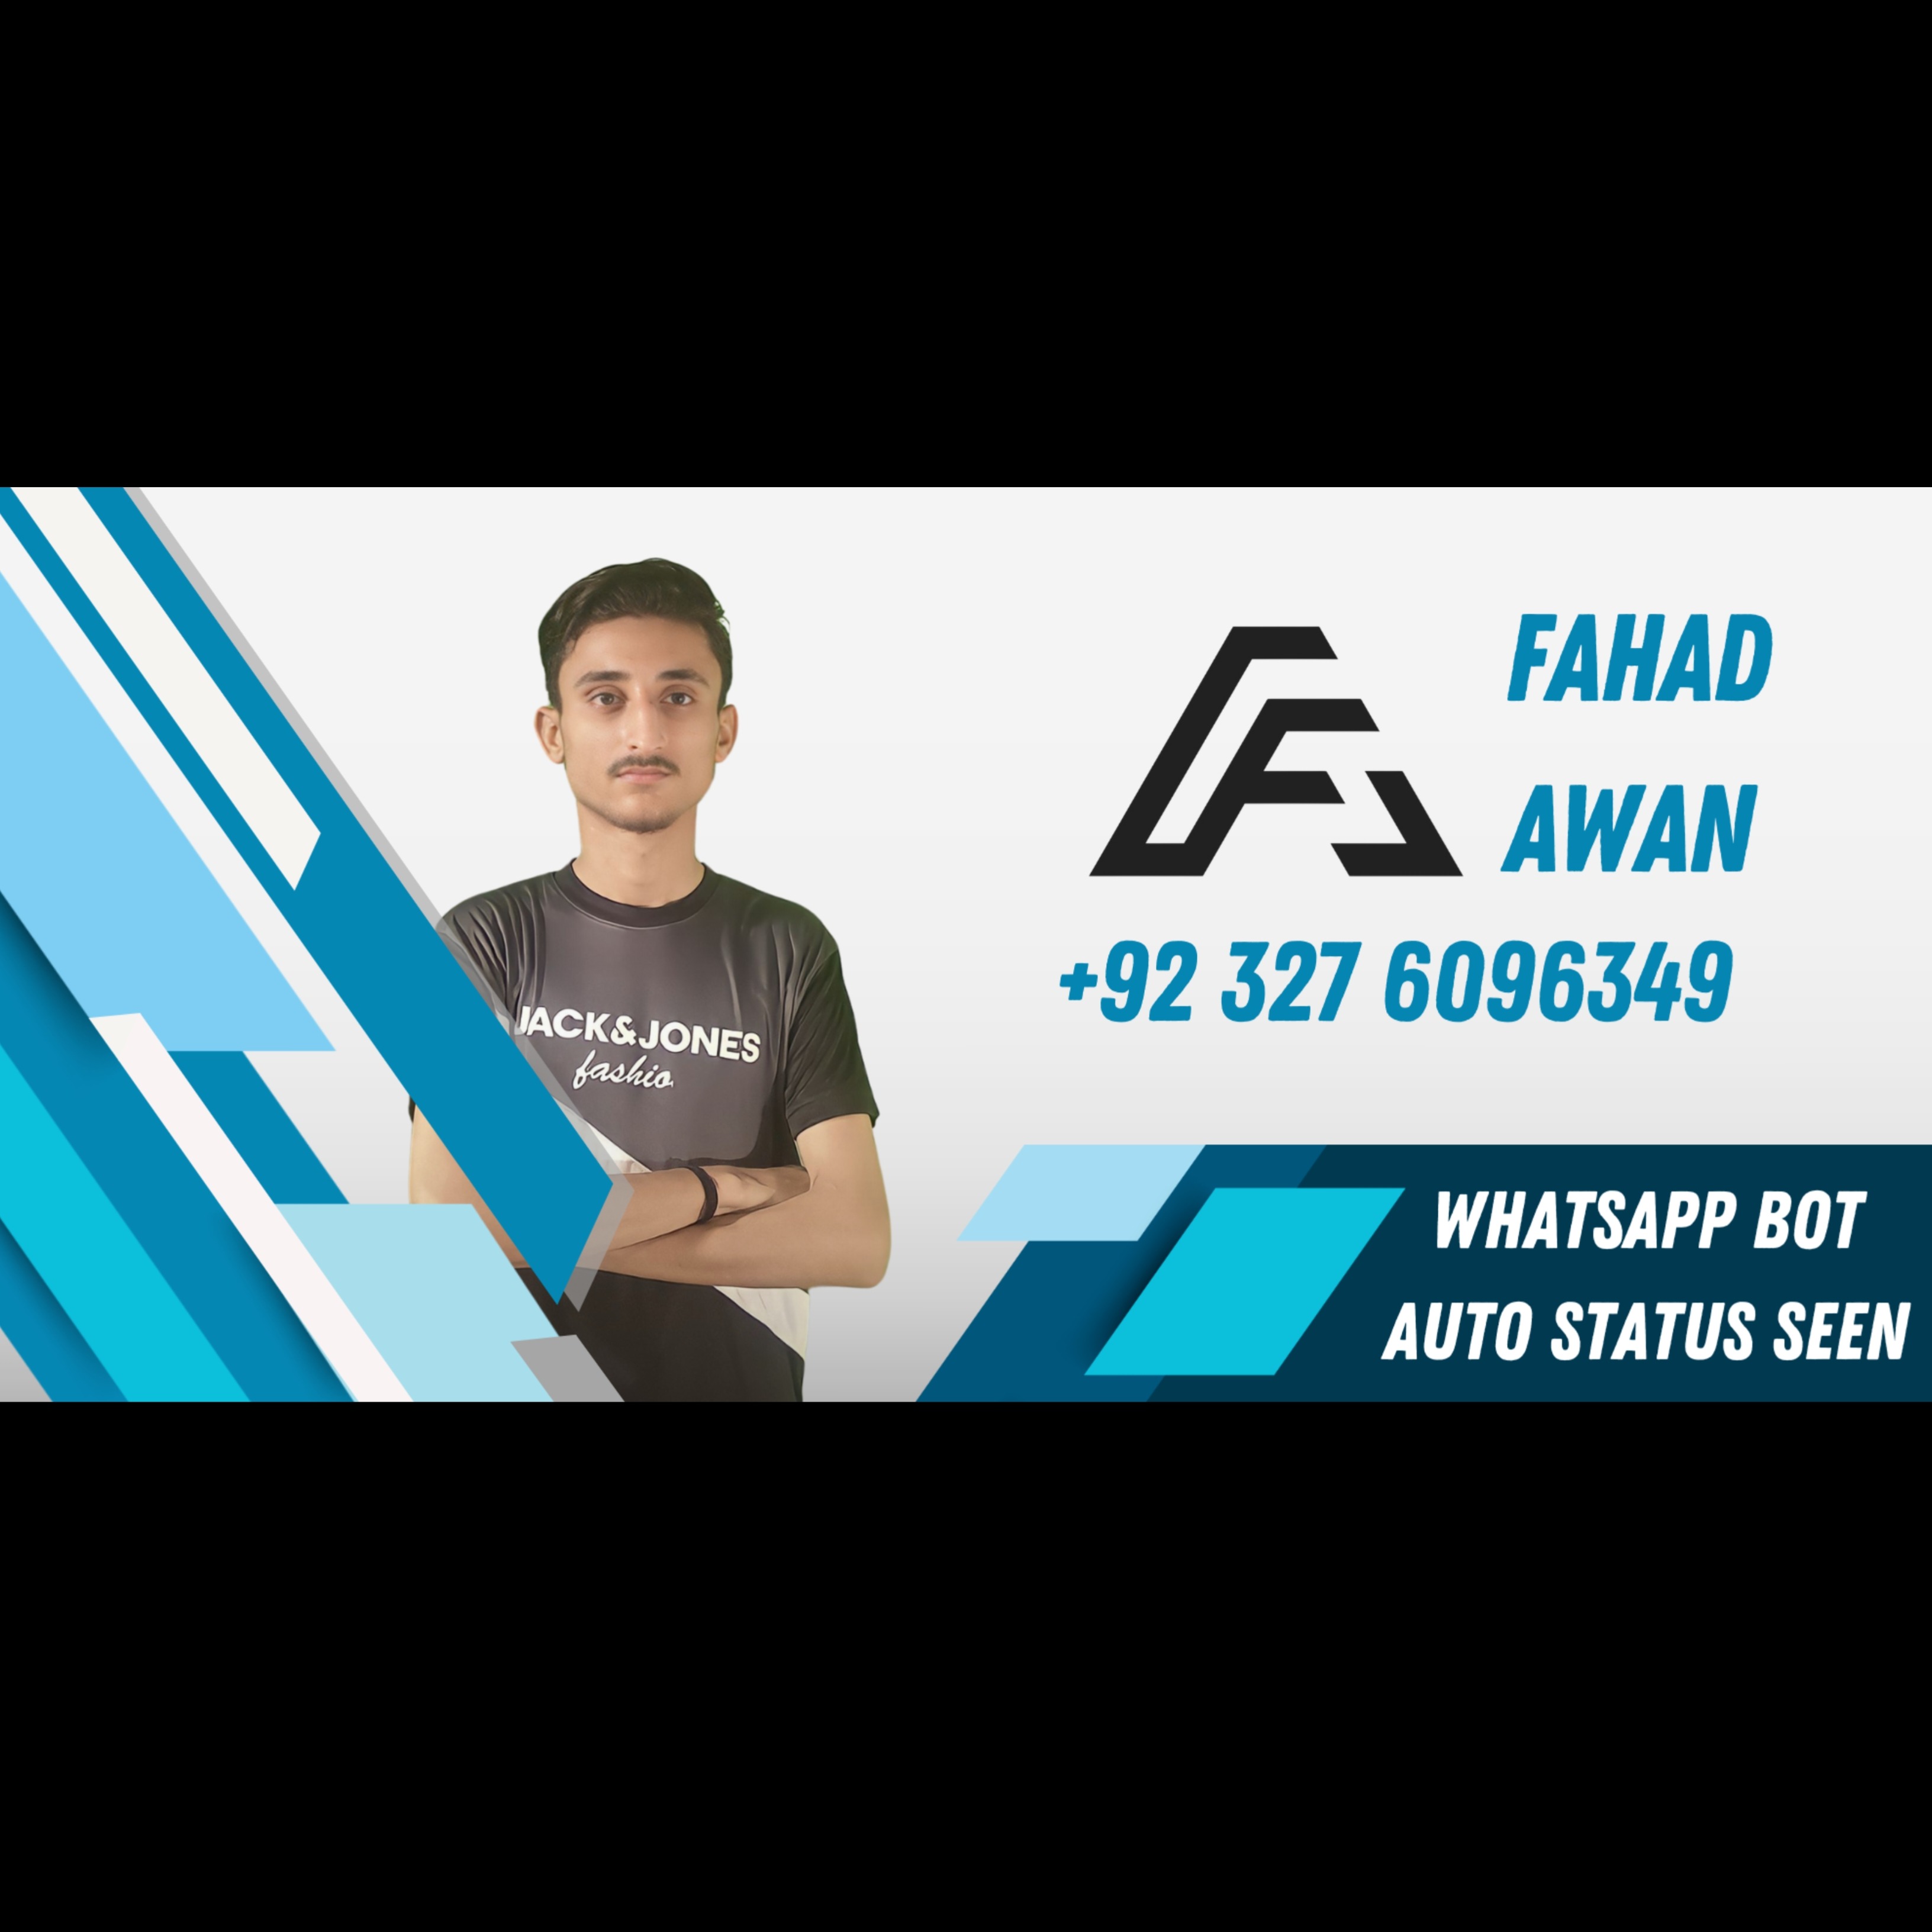 FAHAD
AWAN
+92 327 6096349
JACK&JONES
fashio
WHATSAPP BOT
AUTO STATUS SEEN